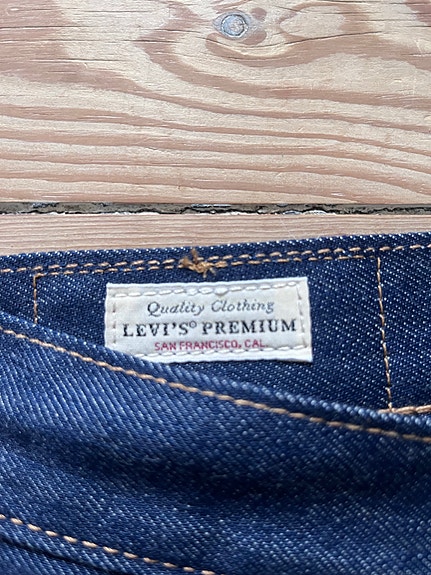 Quality Clothing
LEVI'S® PREMIUM
SAN FRANCISCO, CAL.